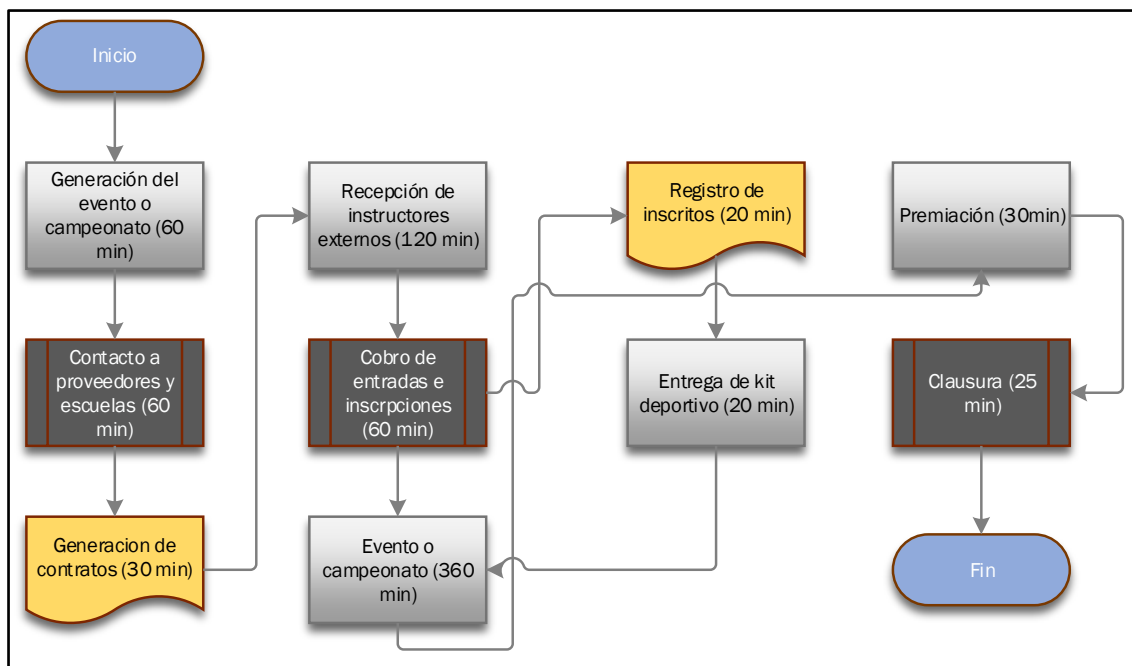 Inicio
Generación del
evento o
campeonato (60
min)
Contacto a
proveedores y
escuelas (60
min)
Generacion de
contratos (30 min)
Recepción de
instructores
externos (120 min)
Cobro de
entradas e
inscrpciones
(60 min)
Evento o
campeonato (360
min)
Registro de
inscritos (20 min)
Entrega de kit
deportivo (20 min)
Premiación (30min)
Clausura (25
min)
Fin